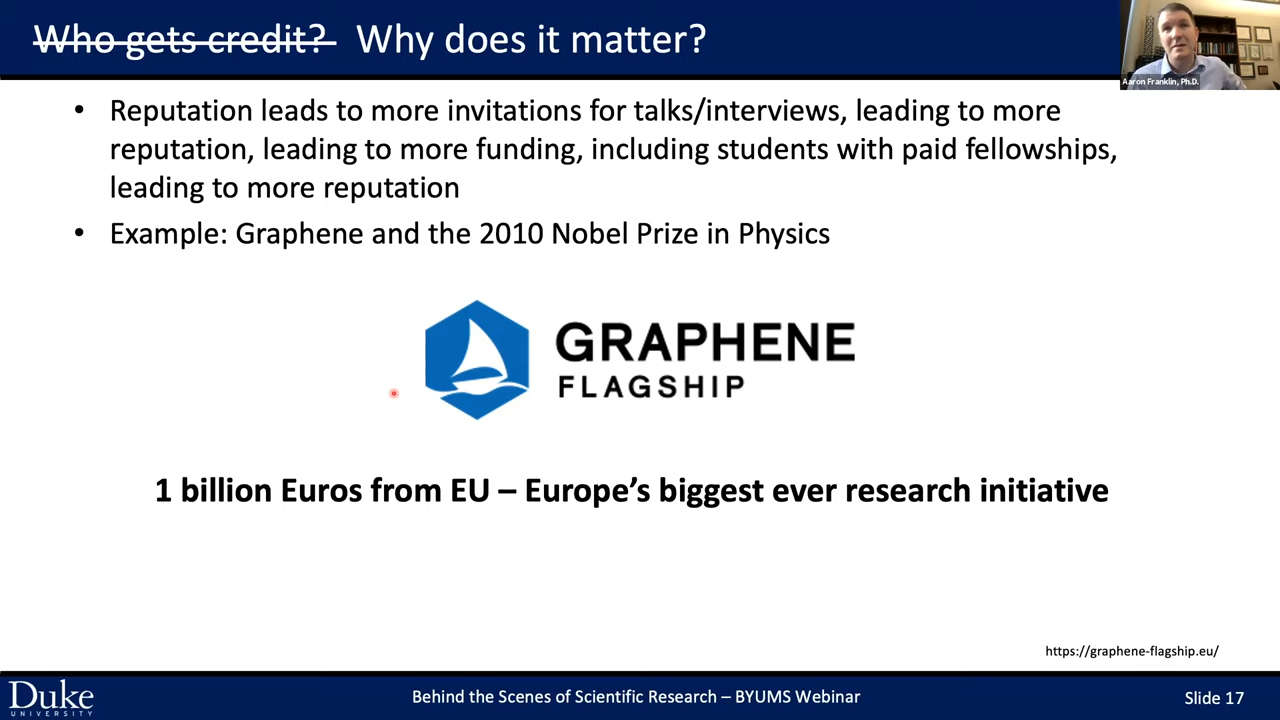 Who gets credit? Why does it matter?
Aaron Franklin, Ph.D.
• Reputation leads to more invitations for talks/interviews, leading to more
reputation, leading to more funding, including students with paid fellowships,
leading to more reputation
• Example: Graphene and the 2010 Nobel Prize in Physics
GRAPHENE
FLAGSHIP
1 billion Euros from EU – Europe’s biggest ever research initiative
https://graphene-flagship.eu/
Duke
UNIVERSITY
Behind the Scenes of Scientific Research – BYUMS Webinar
Slide 17